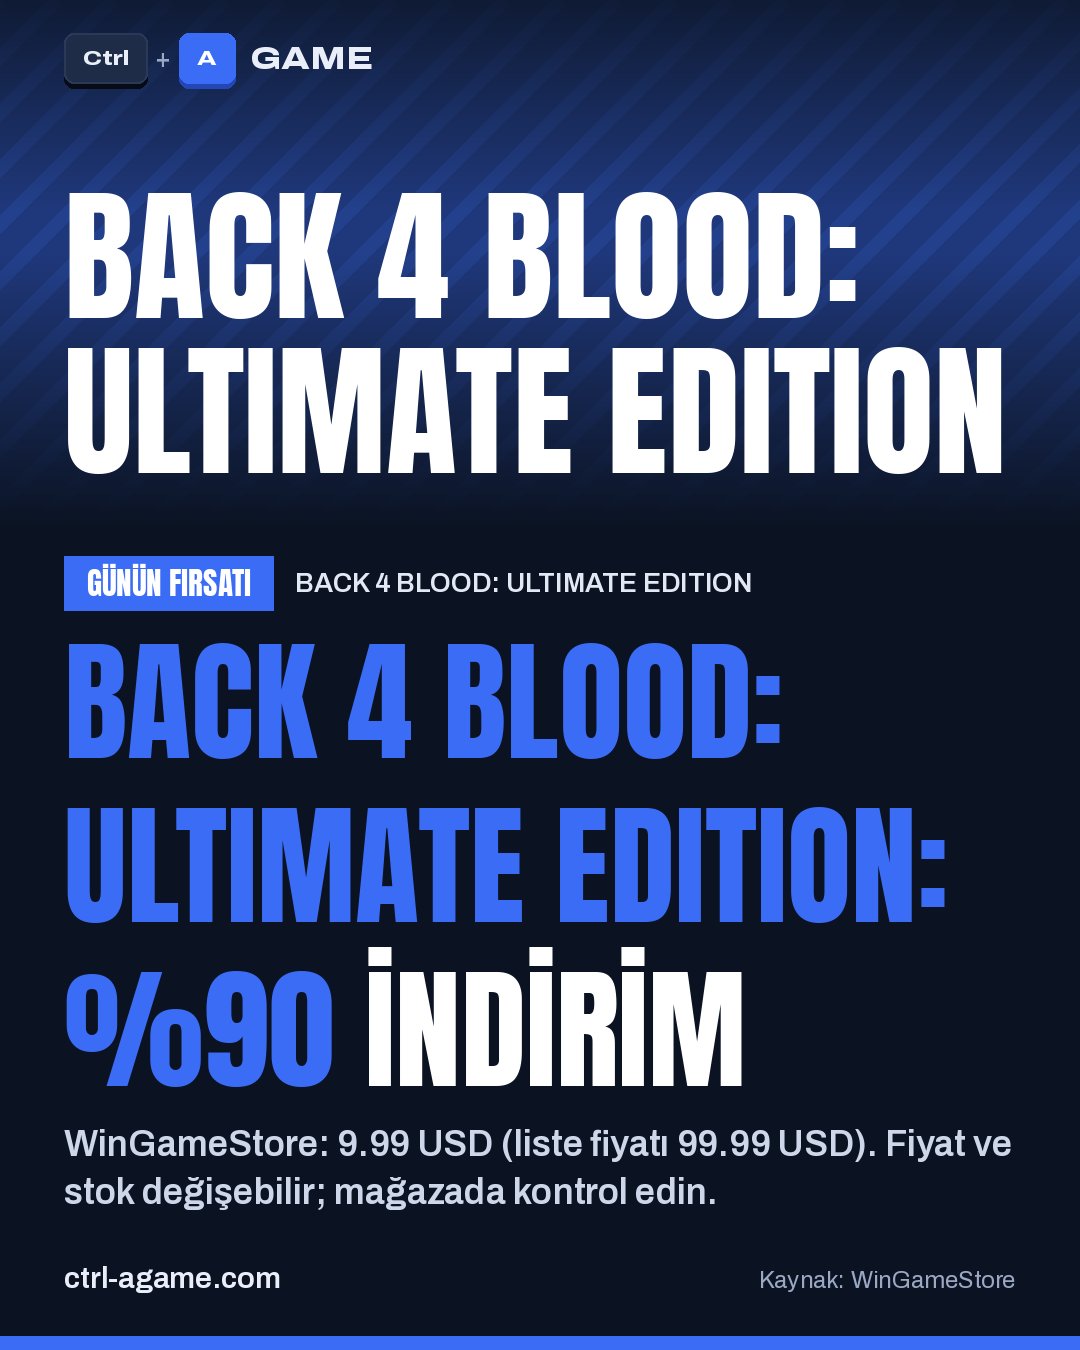 Ctrl + A GAME
BACK 4 BLOOD:
ULTIMATE EDITION
GÜNÜN FIRSATI BACK 4 BLOOD: ULTIMATE EDITION
BACK 4 BLOOD:
ULTIMATE EDITION:
%90 İNDİRİM
WinGameStore: 9.99 USD (liste fiyatı 99.99 USD). Fiyat ve
stok değişebilir; mağazada kontrol edin.
ctrl-agame.com Kaynak: WinGameStore